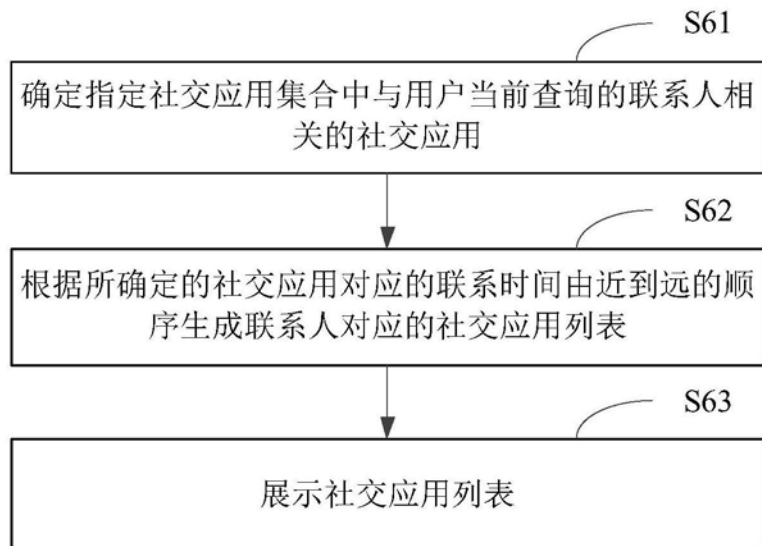 S61
确定指定社交应用集合中与用户当前查询的联系人相
关的社交应用
S62
根据所确定的社交应用对应的联系时间由近到远的顺
序生成联系人对应的社交应用列表
S63
展示社交应用列表